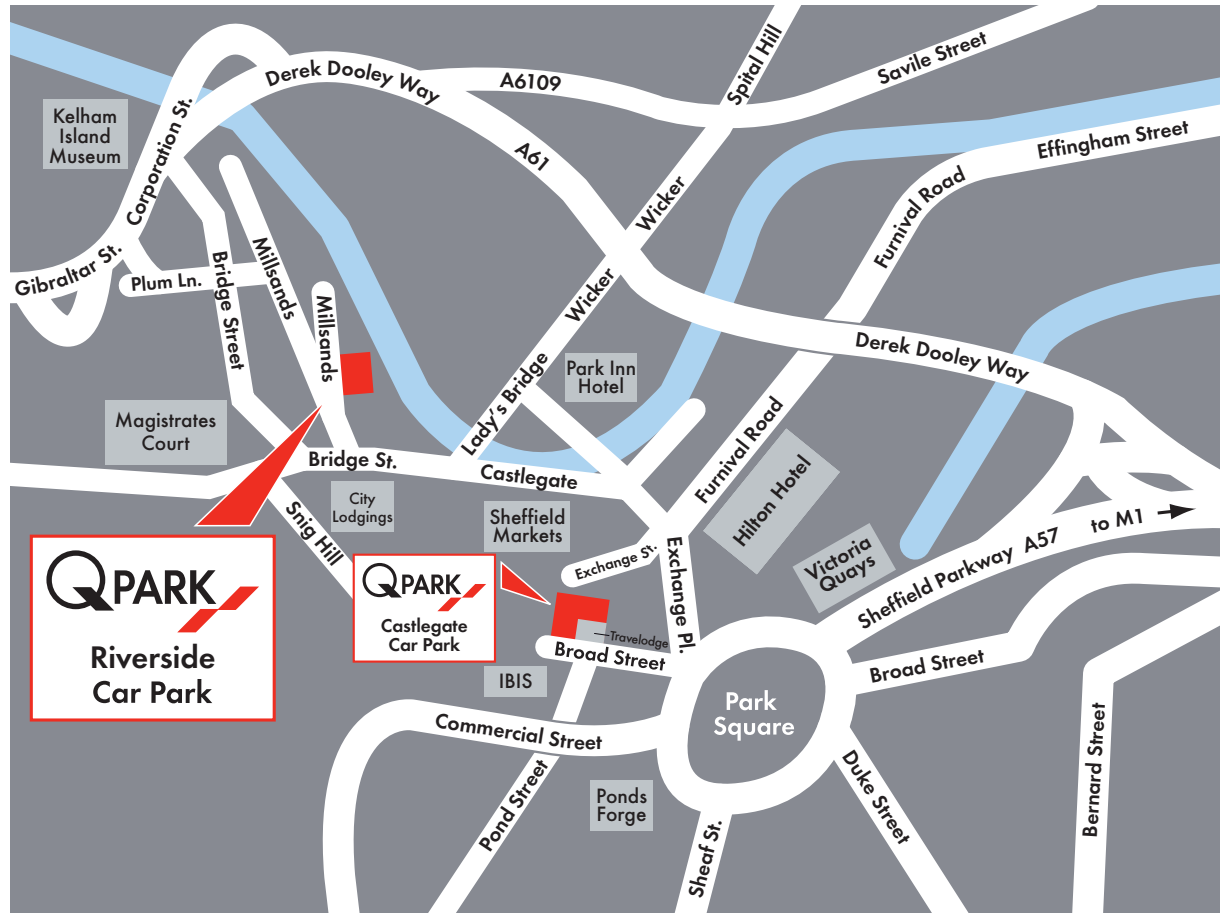 Spital Hill
Savile Street
Derek Dooley Way
A6109
Kelham
Island
Museum
Corporation St.
A61
Effingham Street
Wicker
Furnival Road
Gibraltar St.
Plum Ln.
Bridge Street
Millsands
Millsands
Wicker
Derek Dooley Way
Park Inn
Hotel
Lady's Bridge
Magistrates
Court
Bridge St.
Castlegate
Furnival Road
Hilton Hotel
City
Lodgings
Snig Hill
Sheffield
Markets
Exchange St.
Exchange Pl.
Victoria
Quays
Sheffield Parkway A57 to M1
Q PARK
Riverside
Car Park
Q PARK
Castlegate
Car Park
Travelodge
Broad Street
IBIS
Broad Street
Park
Square
Commercial Street
Pond Street
Ponds
Forge
Sheaf St.
Duke Street
Bernard Street